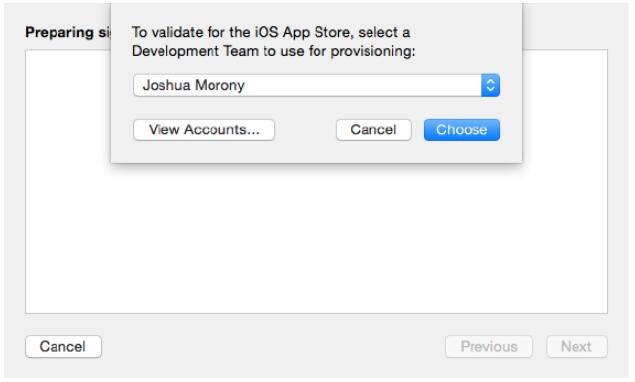 Preparing si
To validate for the iOS App Store, select a
Development Team to use for provisioning:
Joshua Morony
View Accounts...
Cancel
Choose
Cancel
Previous
Next